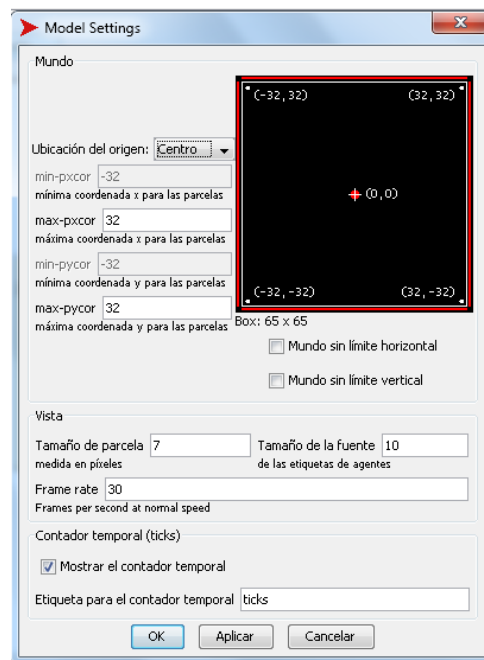 Model Settings
Mundo
(-32,32) (32,32)
Ubicación del origen: Centro
min-pxcor -32
mínima coordenada x para las parcelas
(0,0)
max-pxcor 32
máxima coordenada x para las parcelas
min-pycor -32
mínima coordenada y para las parcelas
(-32,-32) (32,-32)
max-pycor 32
máxima coordenada y para las parcelas
Box: 65 x 65
Mundo sin límite horizontal
Mundo sin límite vertical
Vista
Tamaño de parcela 7 Tamaño de la fuente 10
medida en píxeles de las etiquetas de agentes
Frame rate 30
Frames per second at normal speed
Contador temporal (ticks)
Mostrar el contador temporal
Etiqueta para el contador temporal ticks
OK Aplicar Cancelar